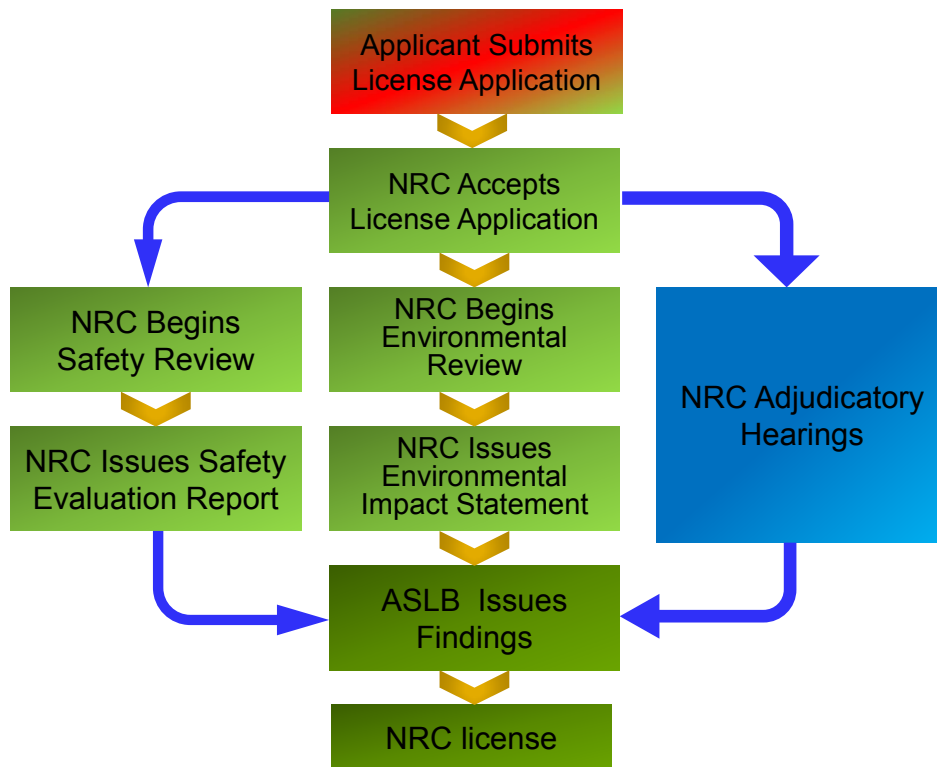 Applicant Submits
License Application
NRC Accepts
License Application
NRC Begins
Safety Review
NRC Issues Safety
Evaluation Report
NRC Begins
Environmental
Review
NRC Issues
Environmental
Impact Statement
NRC Adjudicatory
Hearings
ASLB Issues
Findings
NRC license